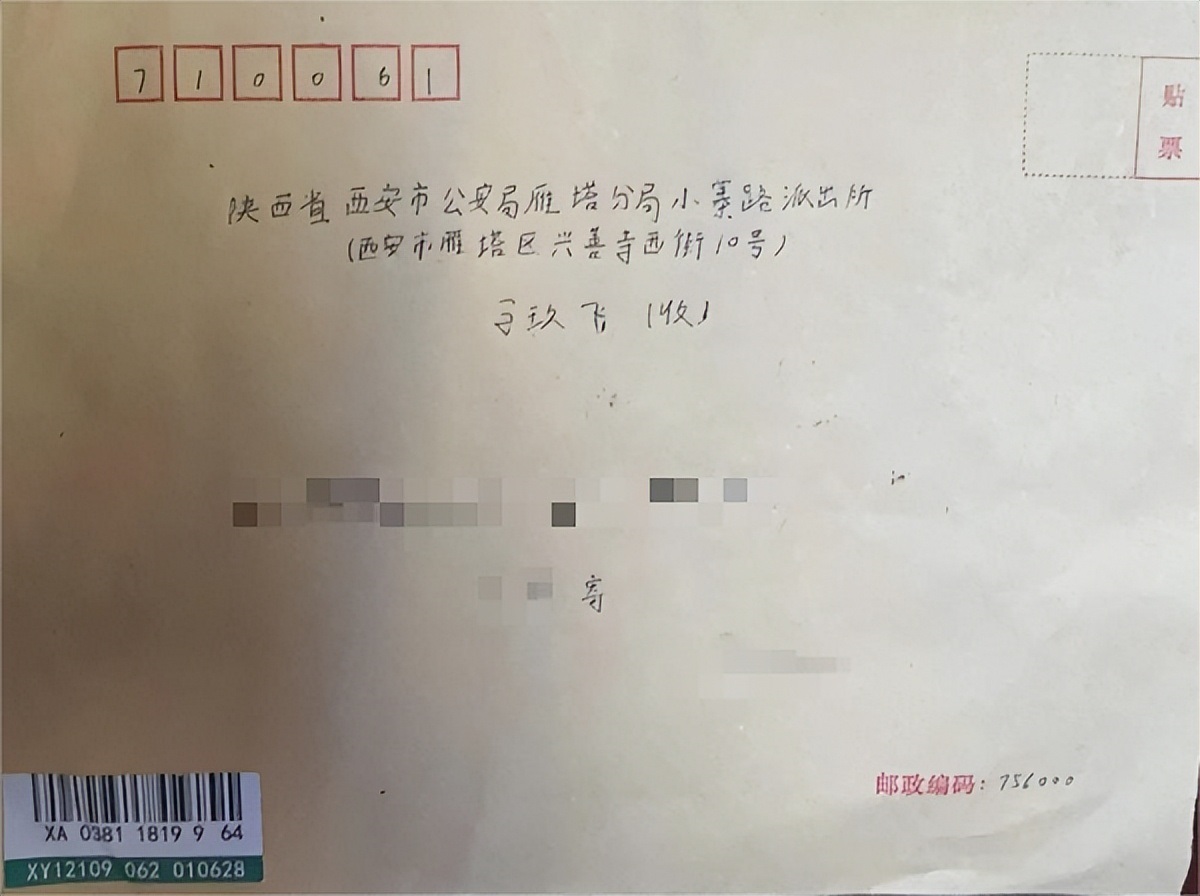 710061
贴
票
陕西省西安市公安局雁塔分局小寨路派出所
(西安市雁塔区兴善寺西街10号)
玖飞 (收)
寄
邮政编码: 756000
XA 0381 1819 9 64
XY12109 062 010628